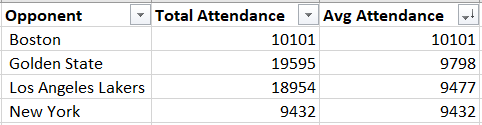 Opponent Total Attendance Avg Attendance
Boston 10101 10101
Golden State 19595 9798
Los Angeles Lakers 18954 9477
New York 9432 9432